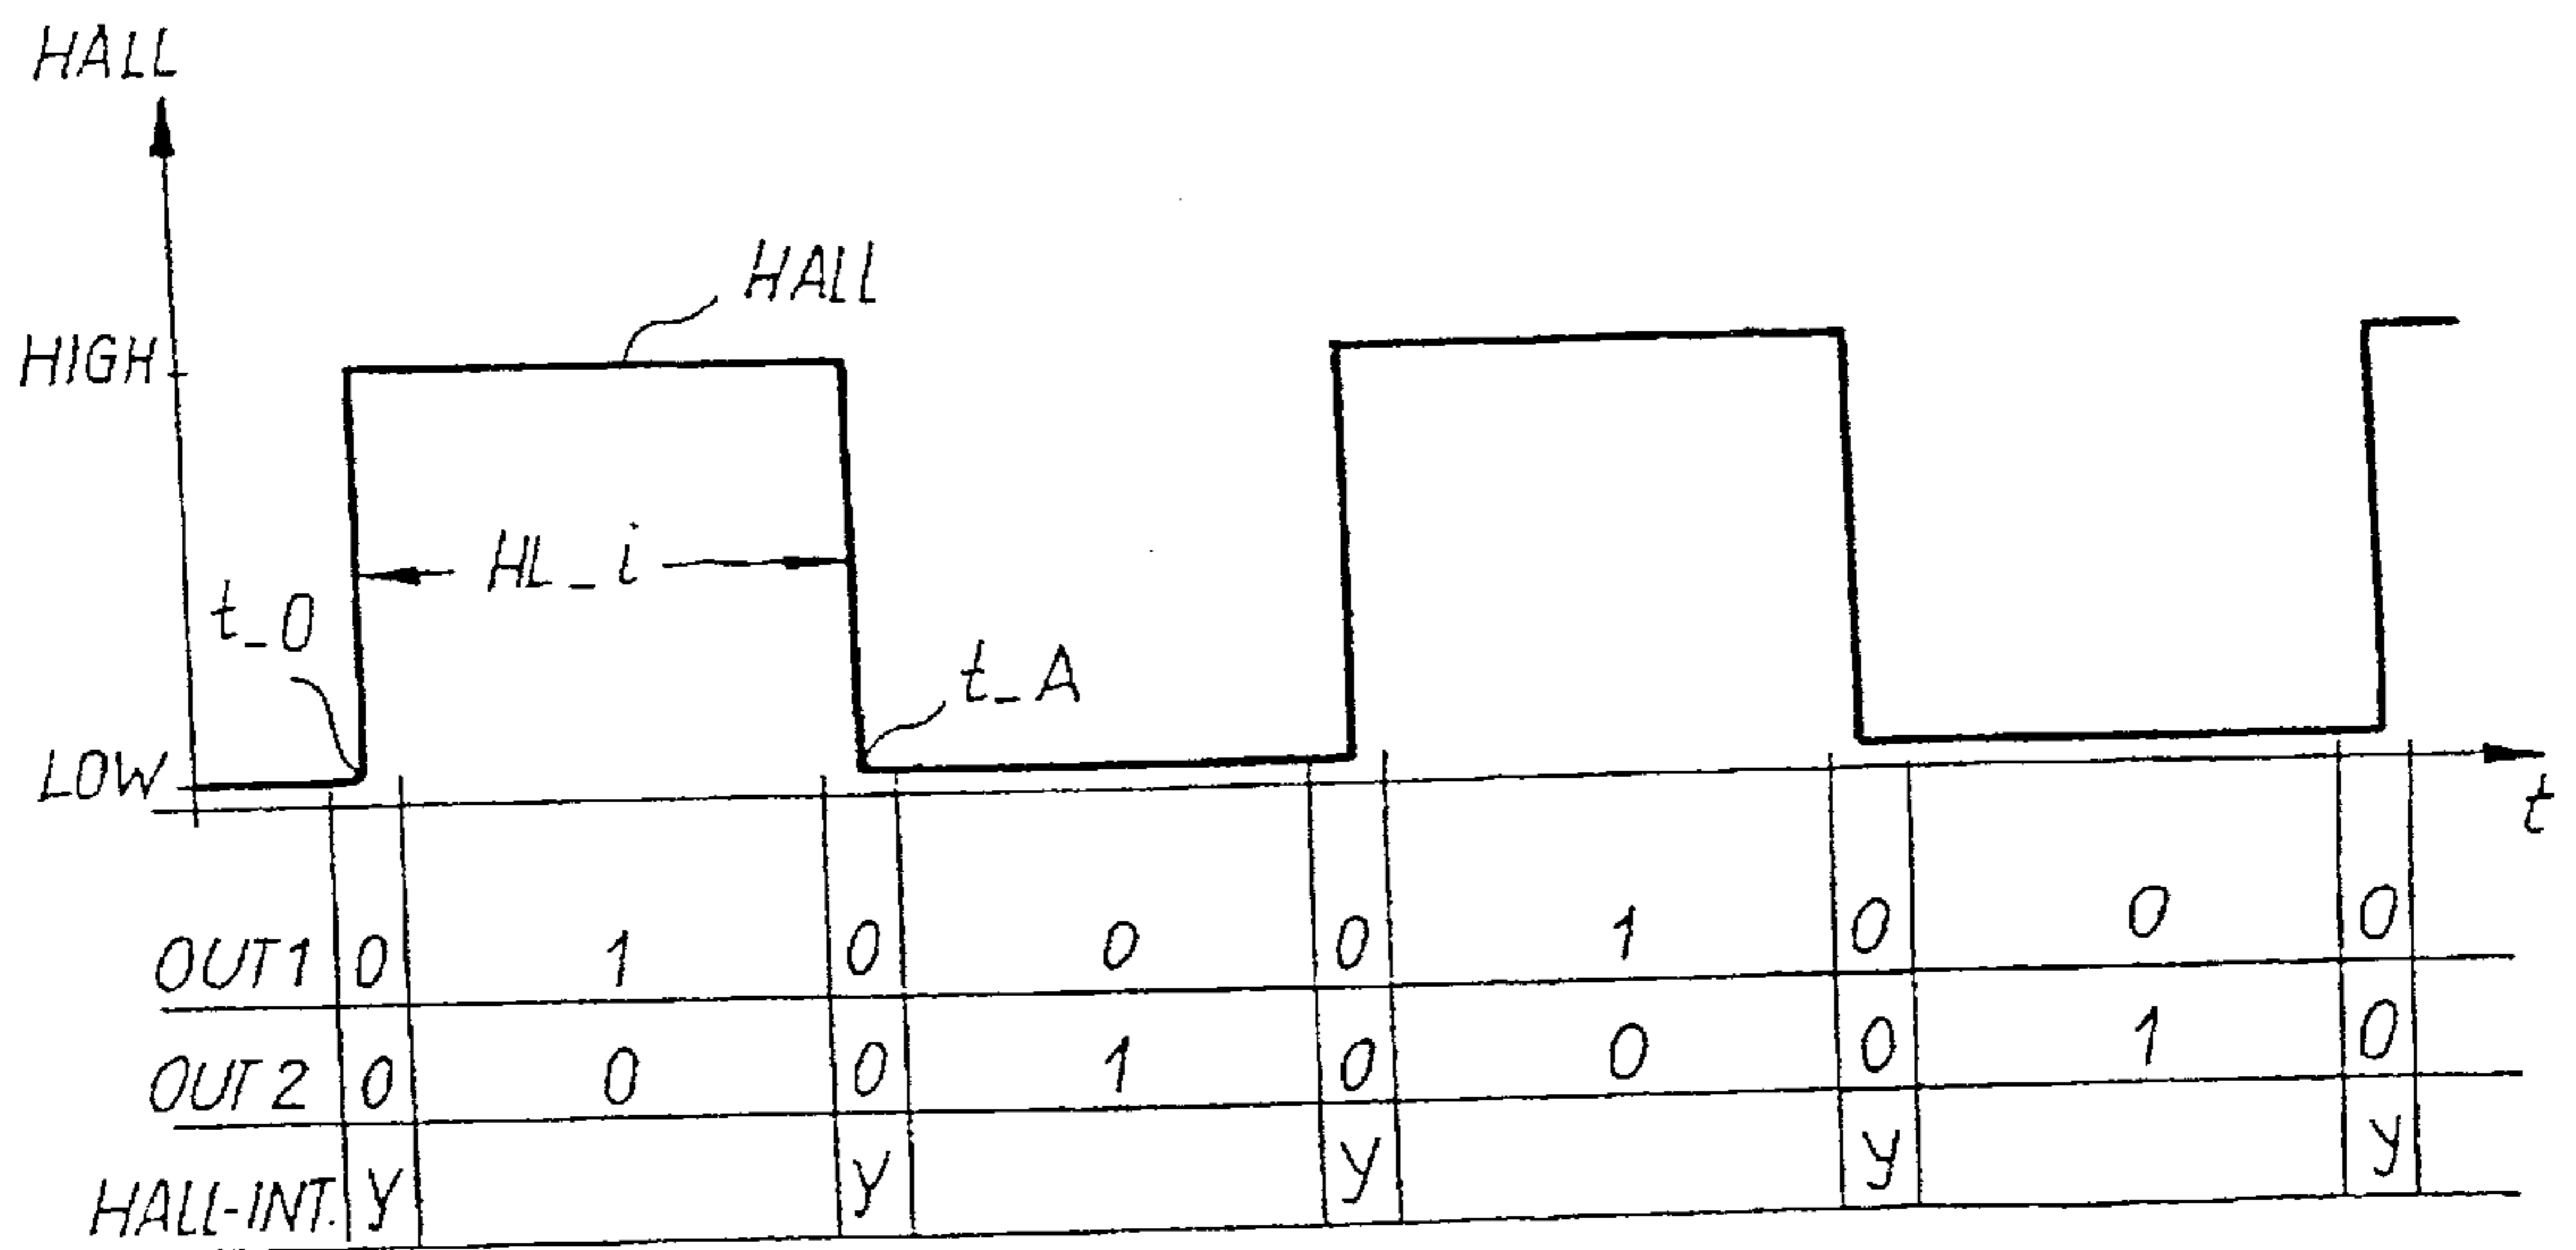 HALL
HALL
HIGH
HL_i
t_0
t_A
LOW
t
OUT1 0 1 0 0 0 1 0 0 0
OUT2 0 0 0 1 0 0 0 1 0
HALL-INT. Y Y Y Y Y